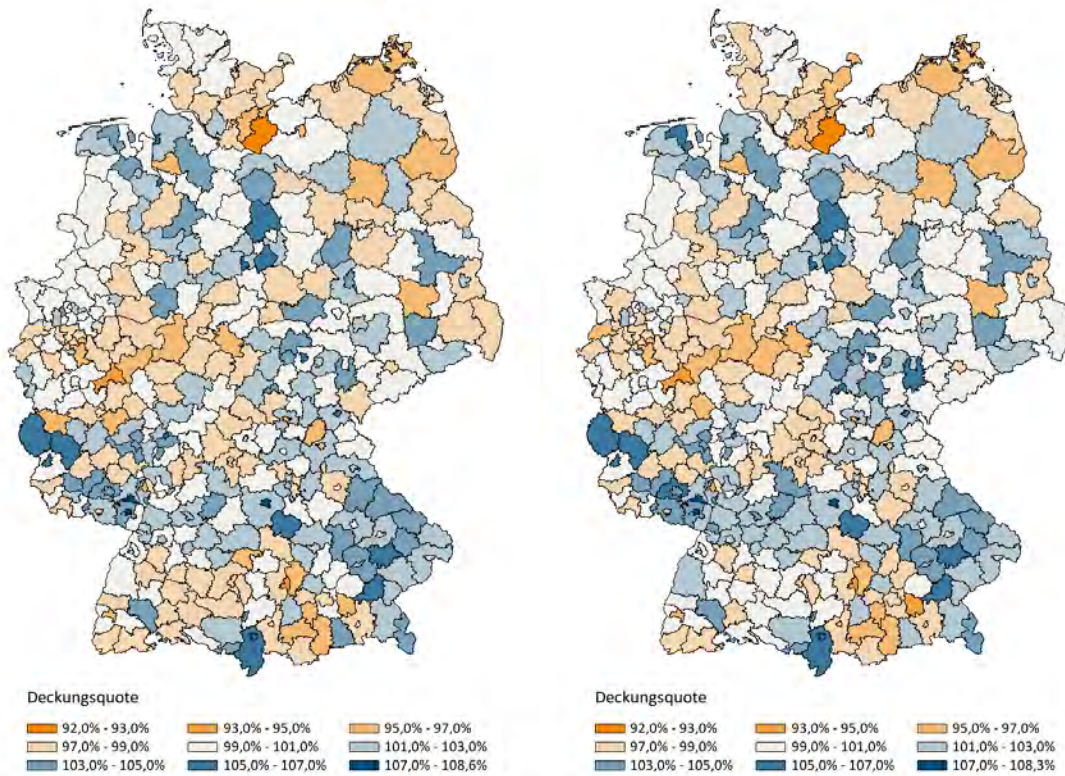 Deckungsquote
92,0% - 93,0% 93,0% - 95,0% 95,0% - 97,0%
97,0% - 99,0% 99,0% - 101,0% 101,0% - 103,0%
103,0% - 105,0% 105,0% - 107,0% 107,0% - 108,6%
Deckungsquote
92,0% - 93,0% 93,0% - 95,0% 95,0% - 97,0%
97,0% - 99,0% 99,0% - 101,0% 101,0% - 103,0%
103,0% - 105,0% 105,0% - 107,0% 107,0% - 108,3%